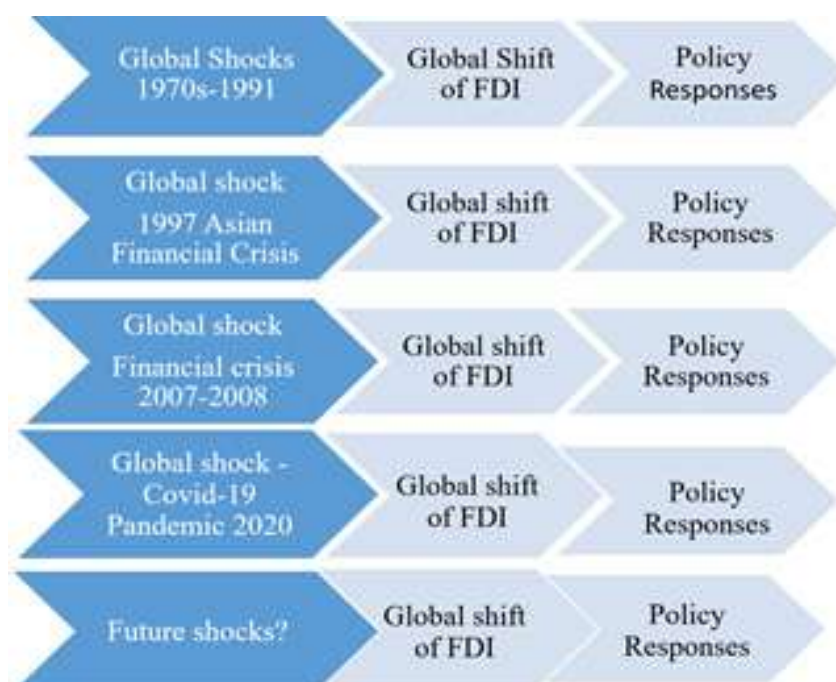 Global Shocks
1970s-1991
Global Shift
of FDI
Policy
Responses
Global shock
1997 Asian
Financial Crisis
Global shift
of FDI
Policy
Responses
Global shock
Financial crisis
2007-2008
Global shift
of FDI
Policy
Responses
Global shock -
Covid-19
Pandemic 2020
Global shift
of FDI
Policy
Responses
Future shocks?
Global shift
of FDI
Policy
Responses